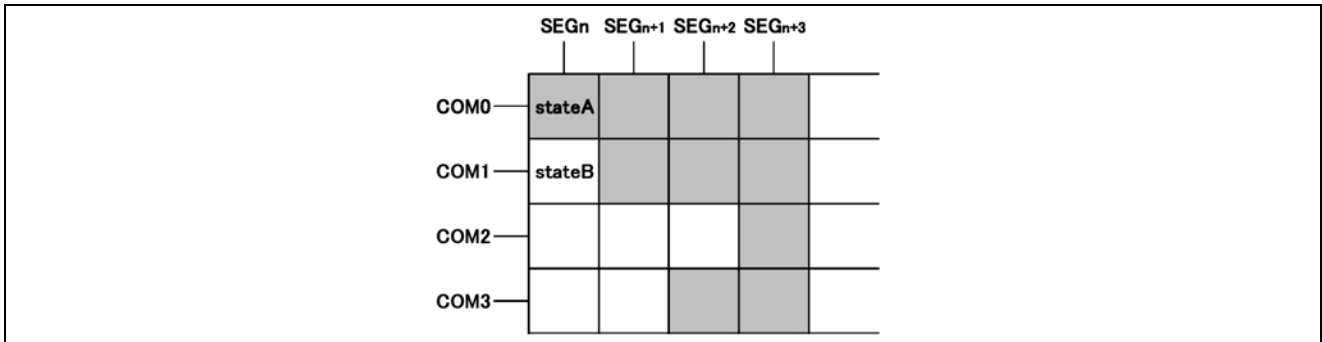 SEGn SEGn+1 SEGn+2 SEGn+3
COM0 stateA
COM1 stateB
COM2
COM3